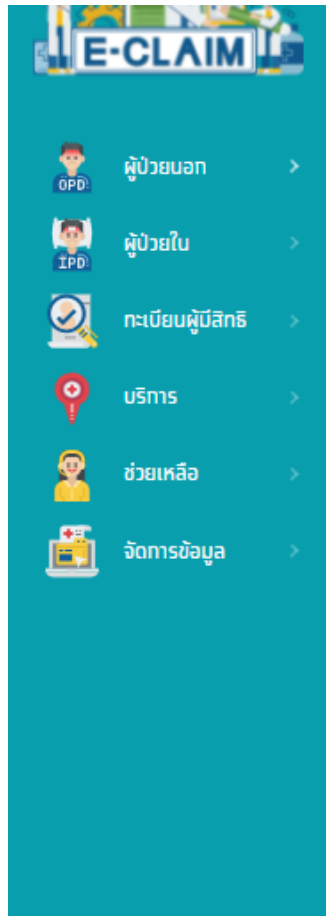 E-CLAIM
OPD
ผู้ป่วยนอก
IPD
ผู้ป่วยใน
ทะเบียนผู้มีสิทธิ
บริการ
ช่วยเหลือ
จัดการข้อมูล